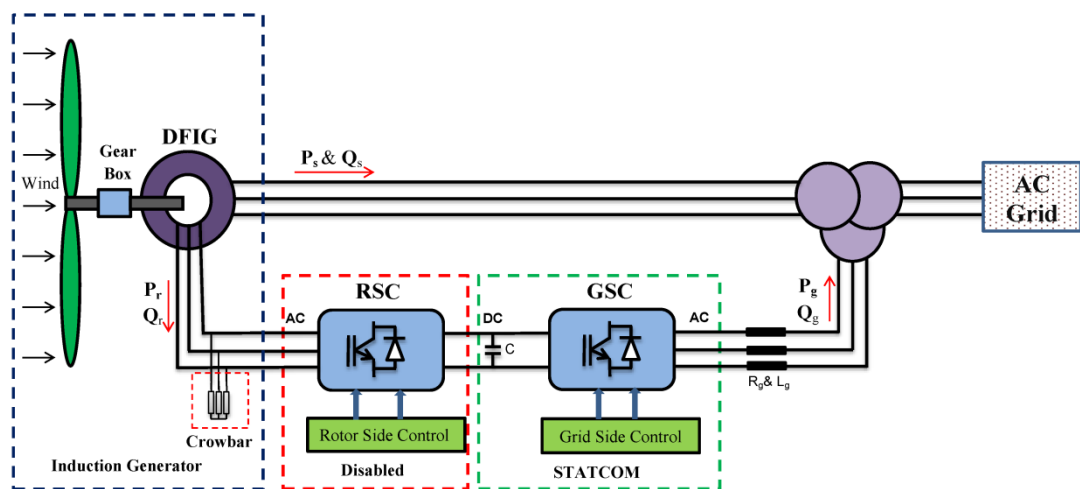 DFIG
Gear
Box
Wind
Ps & Qs
AC
Grid
Pr
Qr
AC
RSC
DC
C
GSC
AC
Pg
Qg
Rg& Lg
Crowbar
Rotor Side Control
Grid Side Control
Induction Generator
Disabled
STATCOM